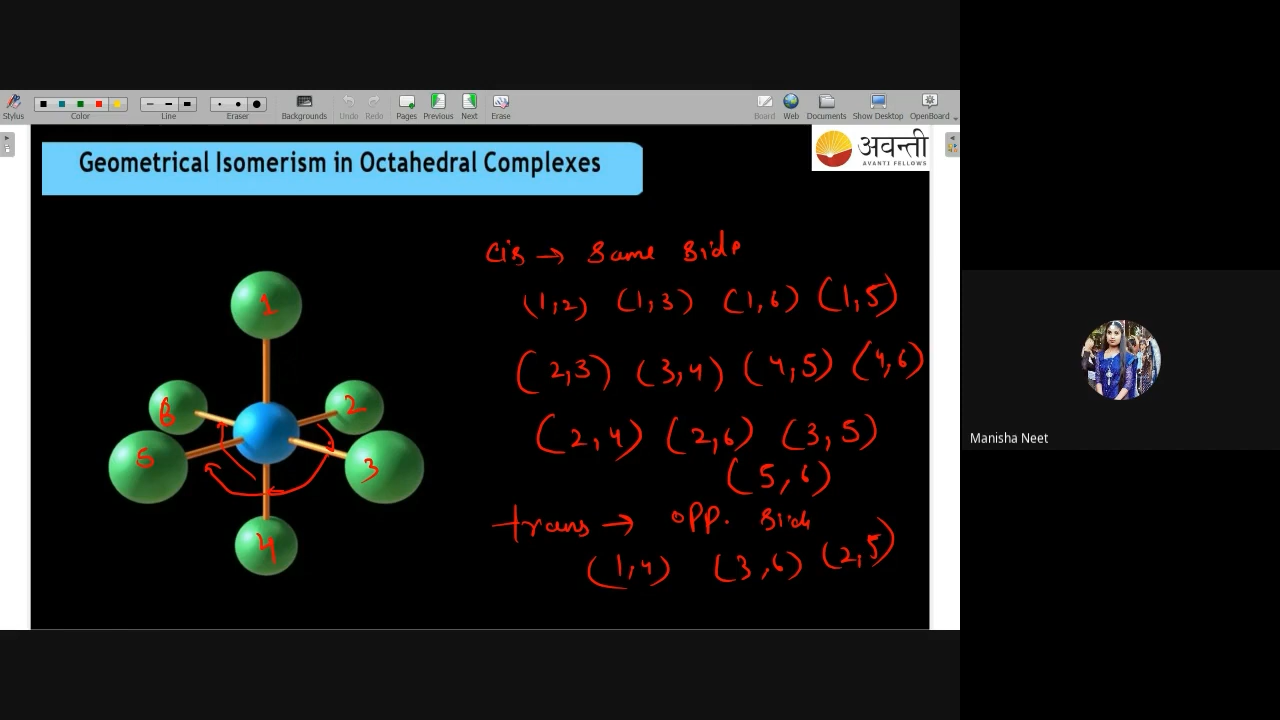 Stylus Color Line Eraser Backgrounds Undo Redo Pages Previous Next Erase Board Web Documents Show Desktop OpenBoard
Geometrical Isomerism in Octahedral Complexes
अवन्ती
AVANTI FELLOWS
1
6
2
5
3
4
cis → same side
(1,2) (1,3) (1,6) (1,5)
(2,3) (3,4) (4,5) (4,6)
(2,4) (2,6) (3,5)
(5,6)
trans → opp. side
(1,4) (3,6) (2,5)
Manisha Neet